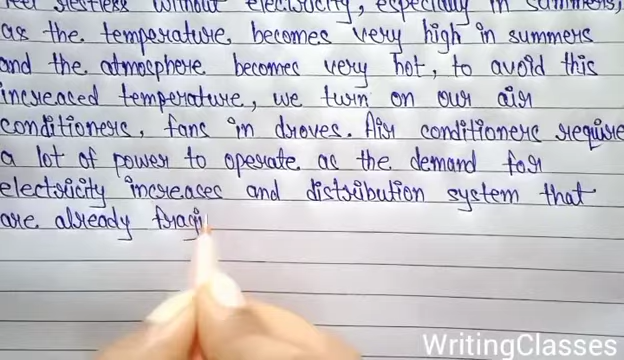 feel restless without electricity, especially in summers,
as the temperature becomes very high in summers
and the atmosphere becomes very hot, to avoid this
increased temperature, we turn on our air
conditioners, fans in droves. Air conditioners require
a lot of power to operate as the demand for
electricity increases and distribution system that
are already fragi
WritingClasses